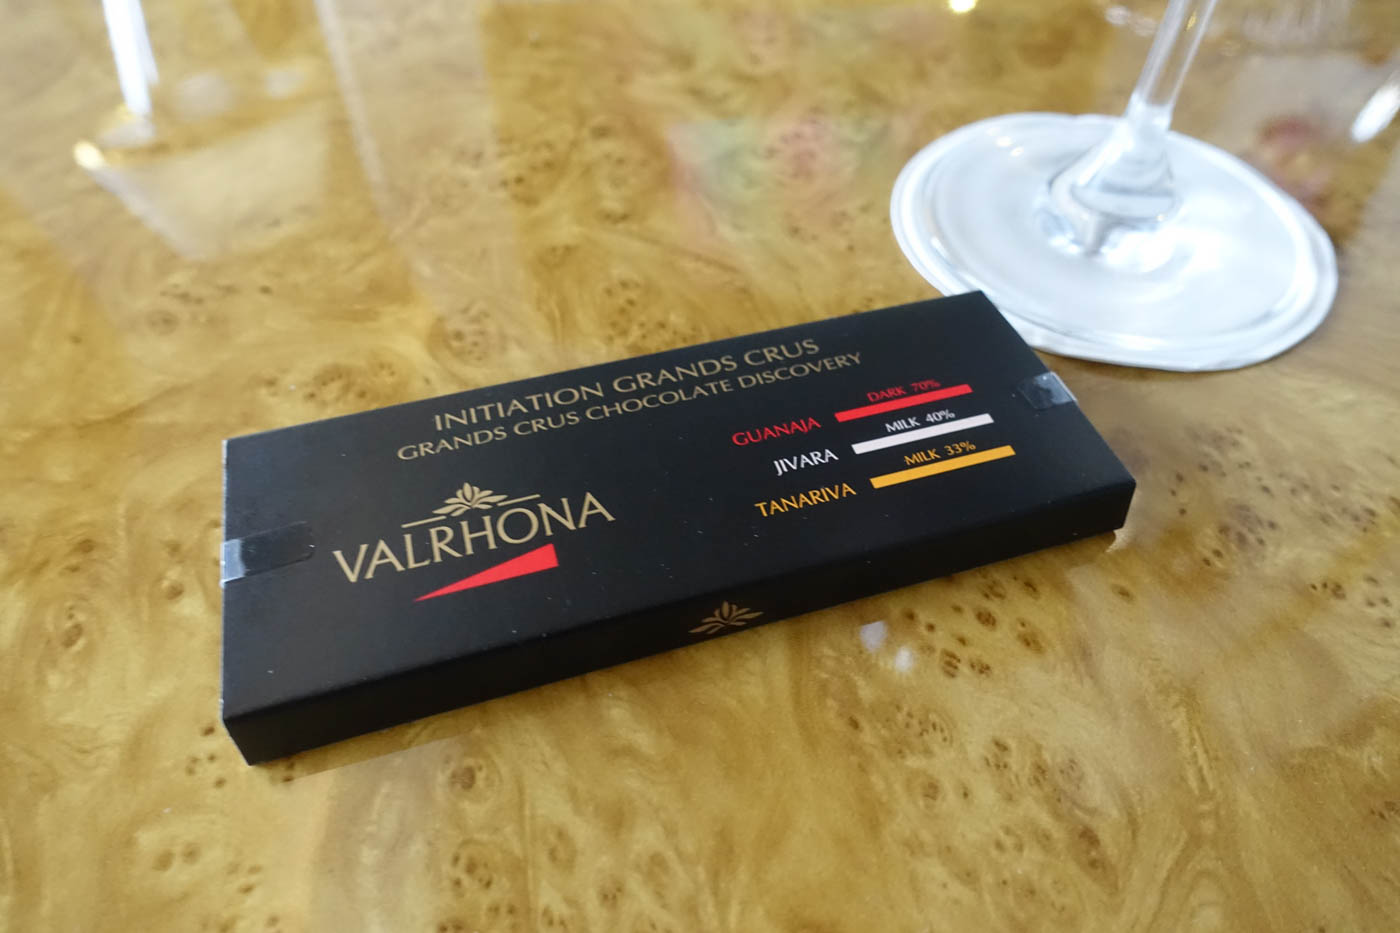 INITIATION GRANDS CRUS
GRANDS CRUS CHOCOLATE DISCOVERY
VALRHONA
DARK 70%
GUANAJA
MILK 40%
JIVARA
MILK 33%
TANARIVA